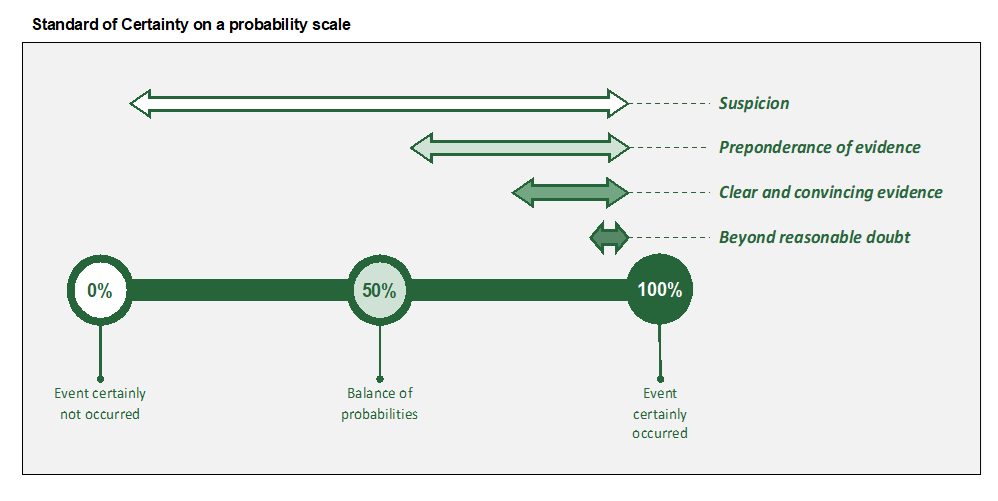 Standard of Certainty on a probability scale
Suspicion
Preponderance of evidence
Clear and convincing evidence
Beyond reasonable doubt
0%
50%
100%
Event certainly
not occurred
Balance of
probabilities
Event
certainly
occurred